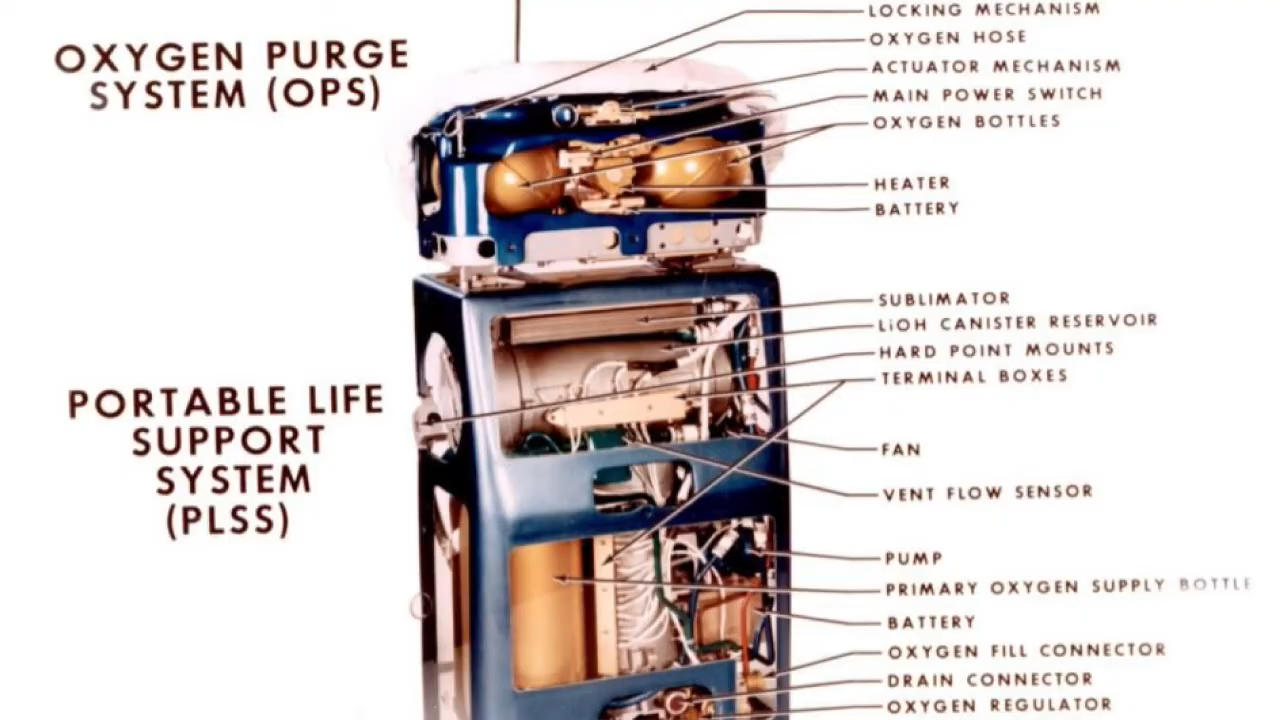 OXYGEN PURGE
SYSTEM (OPS)
LOCKING MECHANISM
OXYGEN HOSE
ACTUATOR MECHANISM
MAIN POWER SWITCH
OXYGEN BOTTLES
HEATER
BATTERY
PORTABLE LIFE
SUPPORT
SYSTEM
(PLSS)
SUBLIMATOR
LiOH CANISTER RESERVOIR
HARD POINT MOUNTS
TERMINAL BOXES
FAN
VENT FLOW SENSOR
PUMP
PRIMARY OXYGEN SUPPLY BOTTLE
BATTERY
OXYGEN FILL CONNECTOR
DRAIN CONNECTOR
OXYGEN REGULATOR